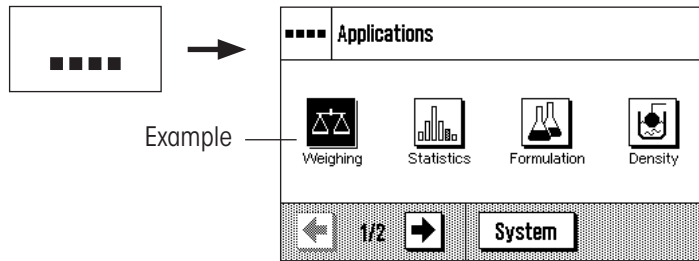 Applications
Example
Weighing Statistics Formulation Density
1/2 System